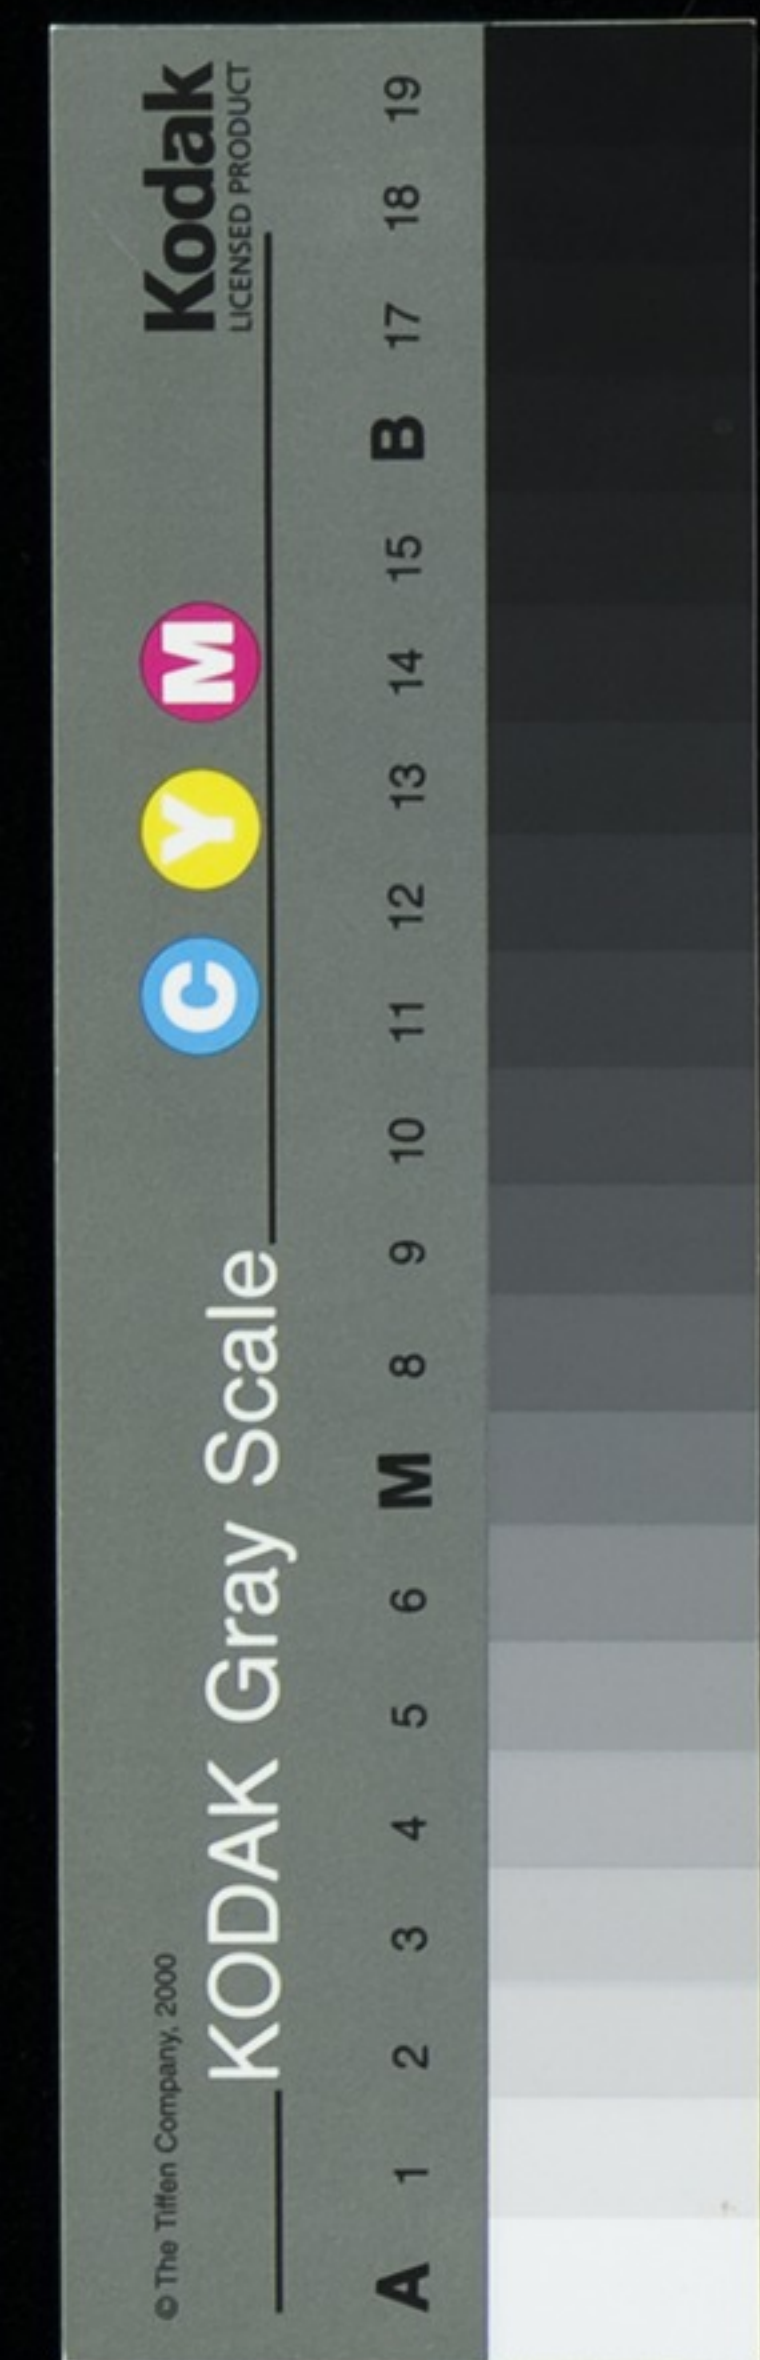 © The Tiffen Company, 2000
KODAK Gray Scale
C Y M
Kodak
LICENSED PRODUCT
A 1 2 3 4 5 6 M 8 9 10 11 12 13 14 15 B 17 18 19